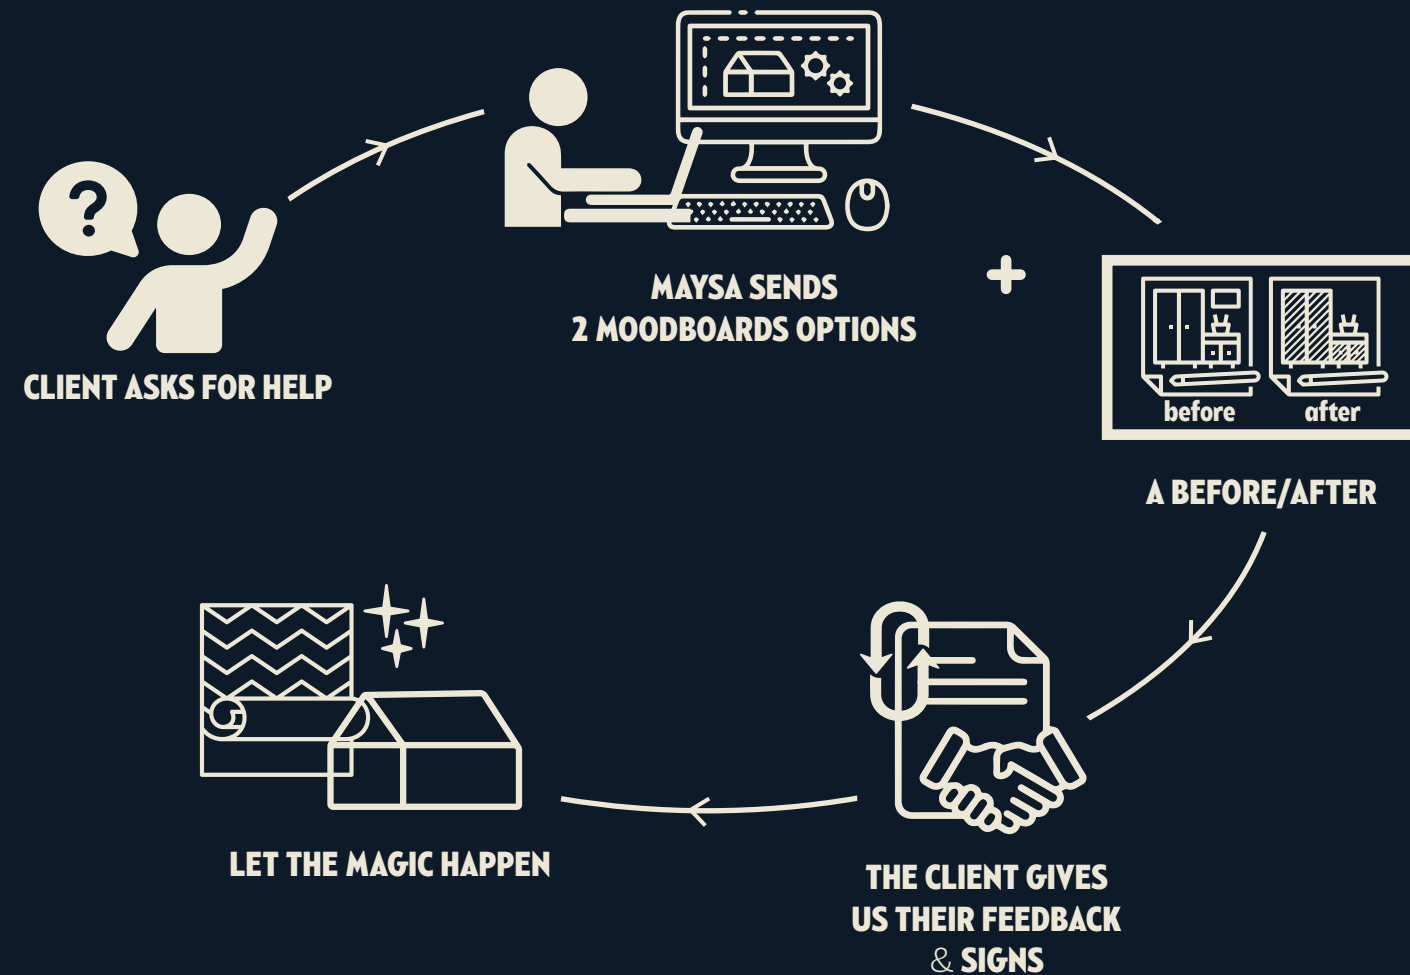 ?
CLIENT ASKS FOR HELP
MAYSA SENDS
2 MOODBOARDS OPTIONS
+
before
after
A BEFORE/AFTER
THE CLIENT GIVES
US THEIR FEEDBACK
& SIGNS
LET THE MAGIC HAPPEN